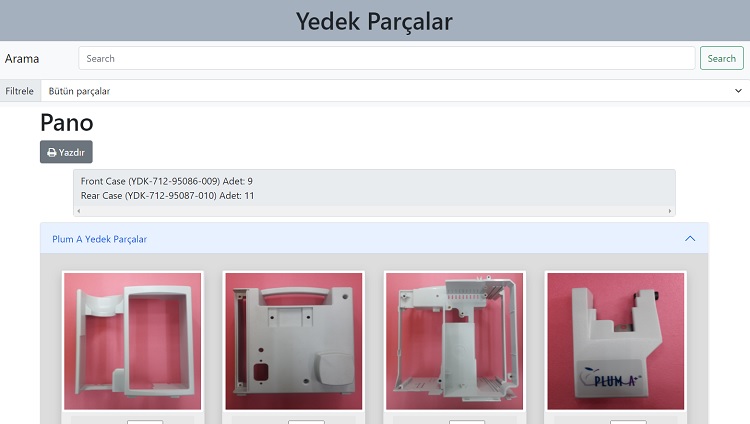 Yedek Parçalar
Arama
Search
Search
Filtrele
Bütün parçalar
Pano
Yazdır
Front Case (YDK-712-95086-009) Adet: 9
Rear Case (YDK-712-95087-010) Adet: 11
Plum A Yedek Parçalar
PLUM A